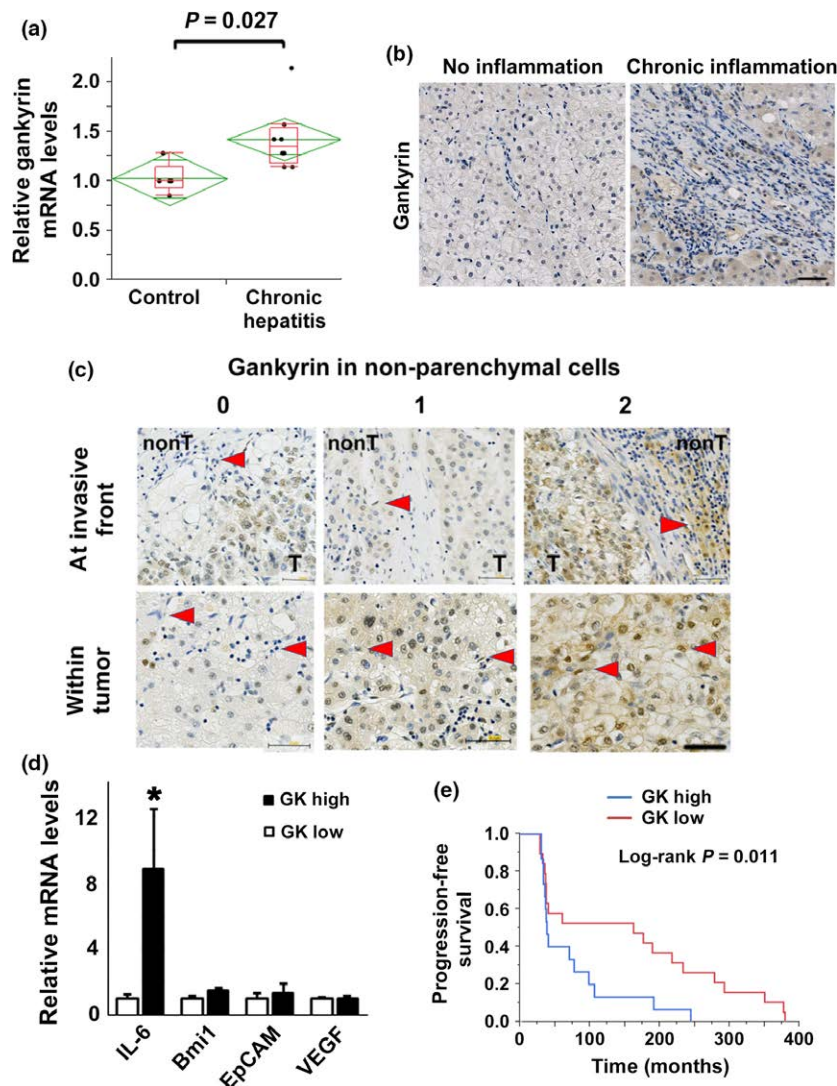 (a)
P = 0.027
Relative gankyrin
mRNA levels
2.0
1.5
1.0
0.5
0.0
Control
Chronic
hepatitis
(b)
No inflammation
Chronic inflammation
Gankyrin
(c)
Gankyrin in non-parenchymal cells
0
1
2
At invasive
front
nonT
T
nonT
T
nonT
T
Within
tumor
(d)
Relative mRNA levels
12
8
4
0
*
GK high
GK low
IL-6
Bmi1
EpCAM
VEGF
(e)
GK high
GK low
Log-rank P = 0.011
Progression-free
survival
1.0
0.8
0.6
0.4
0.2
0.0
0
100
200
300
400
Time (months)